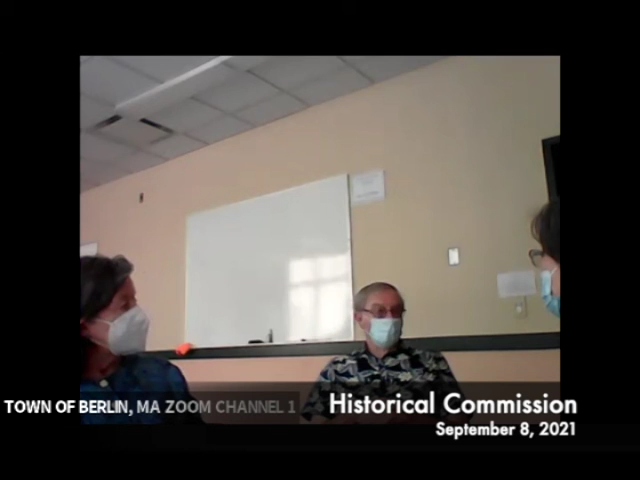 TOWN OF BERLIN, MA ZOOM CHANNEL 1
Historical Commission
September 8, 2021